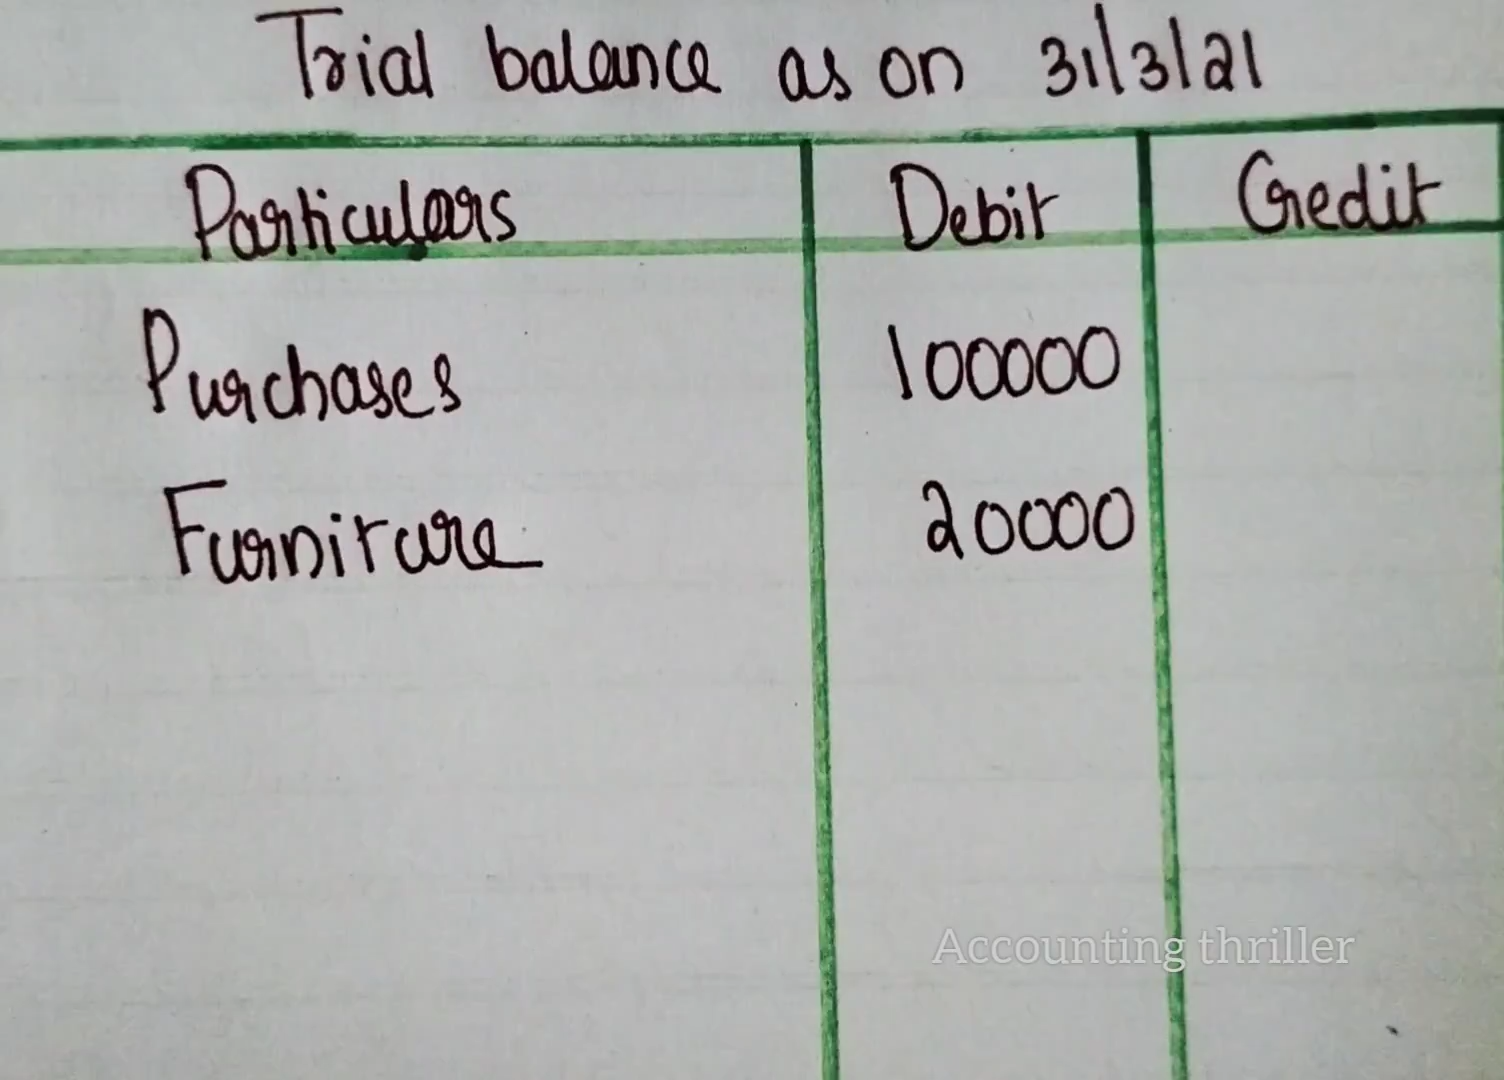 Trial balance as on 31/3/21
Particulars Debit Credit
Purchases 100000
Furniture 20000
Accounting thriller